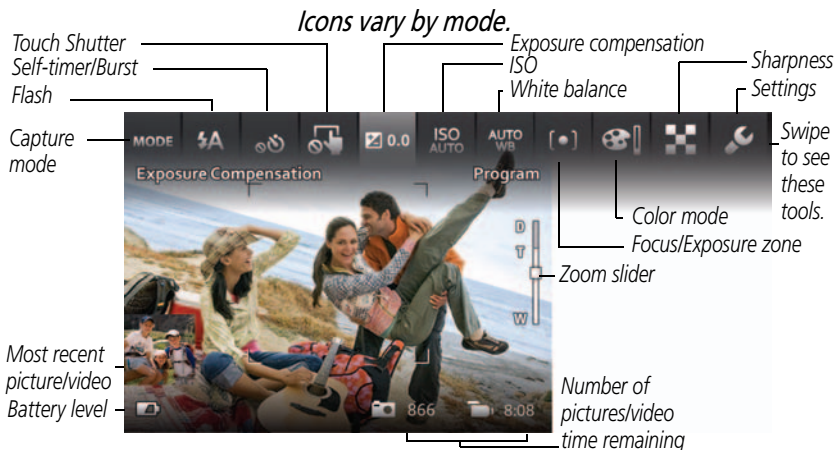 Icons vary by mode.
Touch Shutter
Self-timer/Burst
Flash
Capture
mode
Exposure compensation
ISO
White balance
Sharpness
Settings
Swipe
to see
these
tools.
MODE
A
0.0
ISO
AUTO
AUTO
WB
Exposure Compensation
Program
Color mode
Focus/Exposure zone
D
T
W
Zoom slider
Most recent
picture/video
Battery level
866
8:08
Number of
pictures/video
time remaining